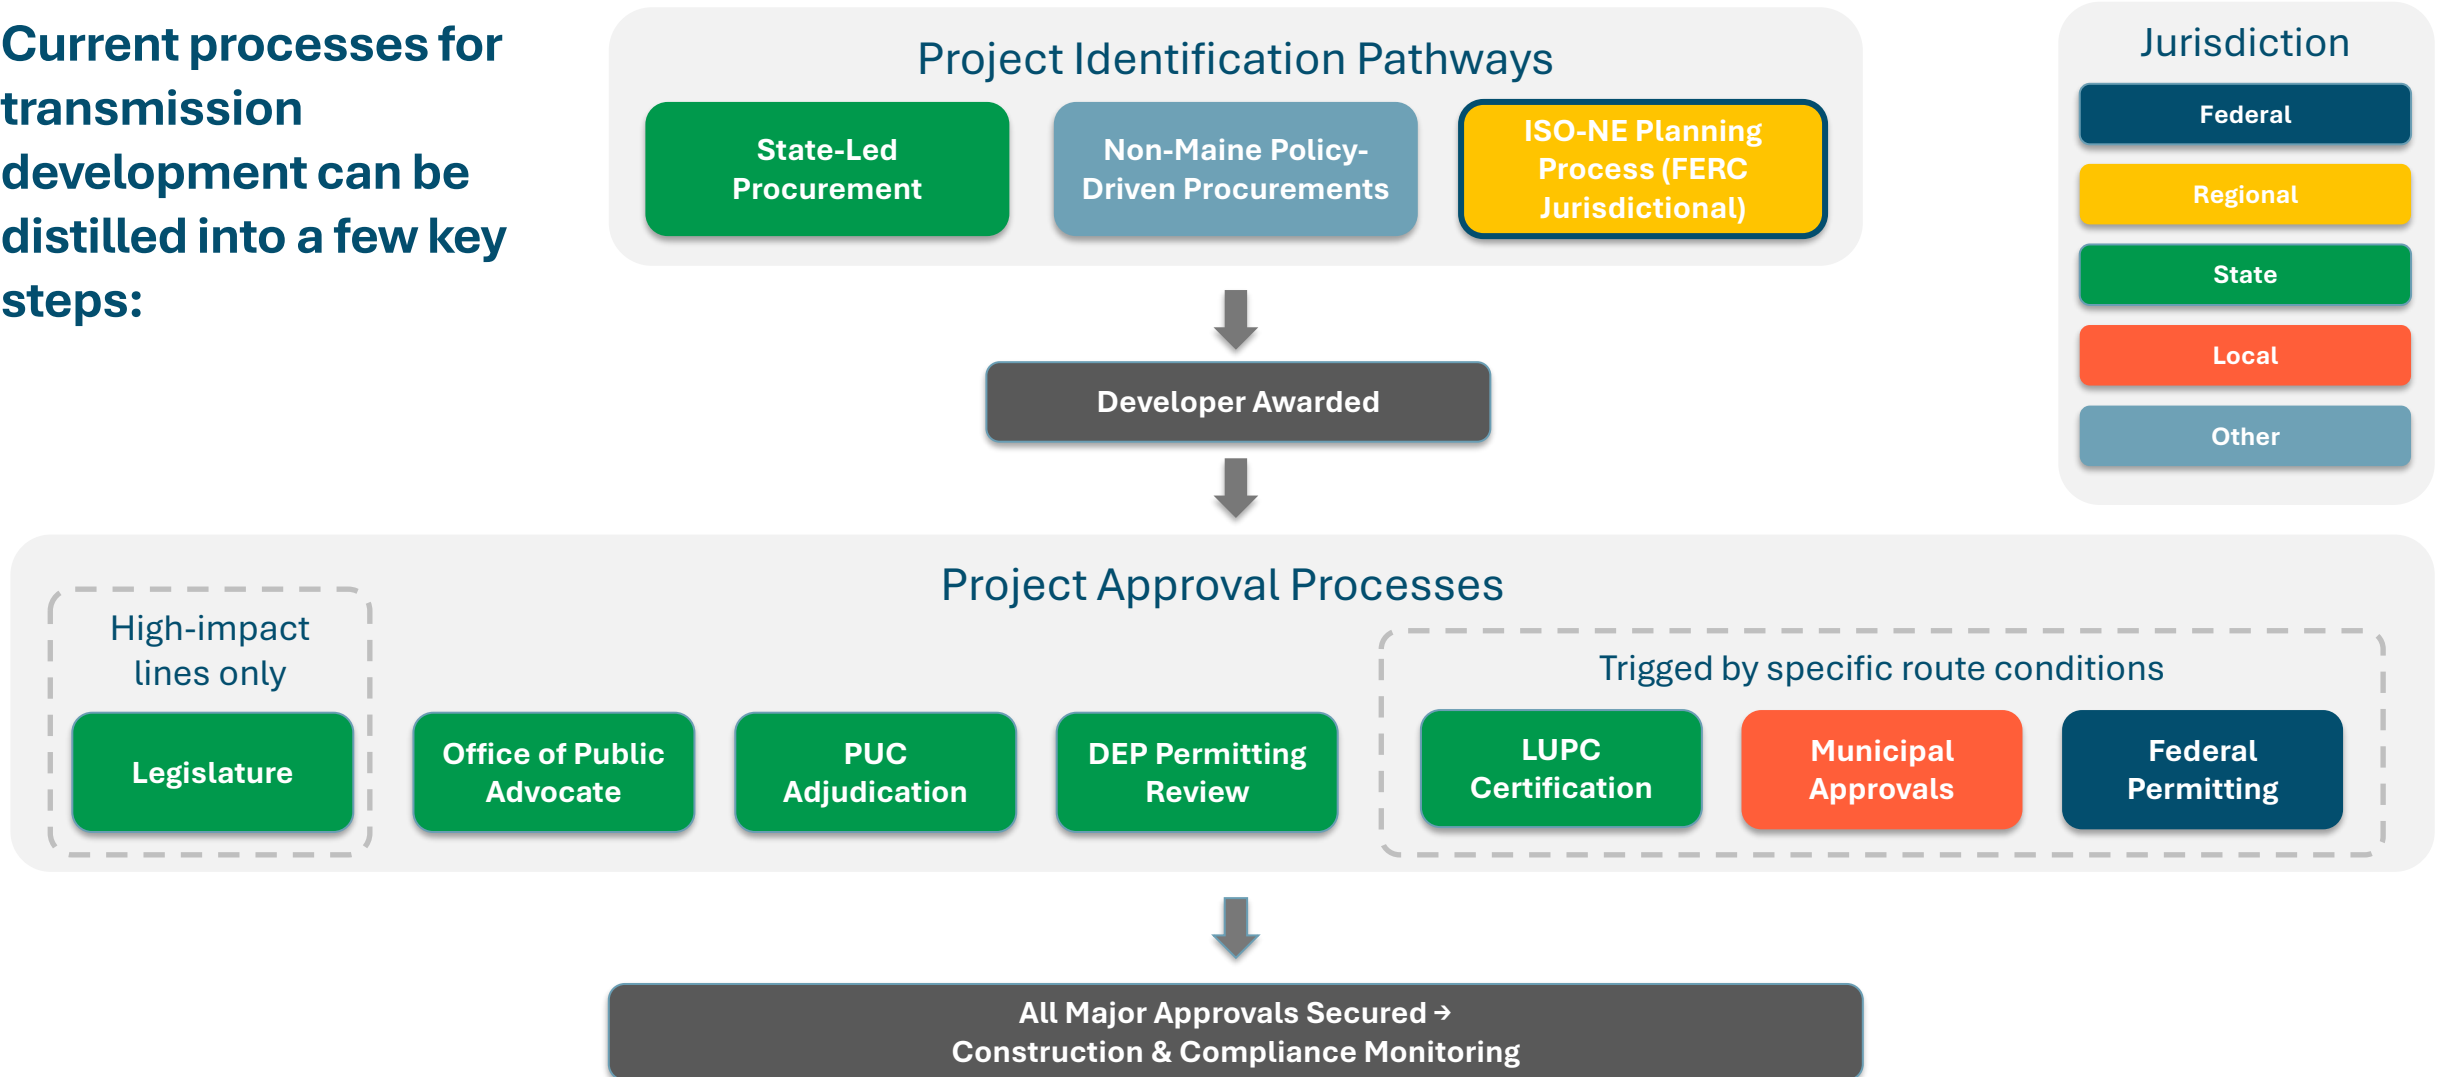 Current processes for
transmission
development can be
distilled into a few key
steps:
Project Identification Pathways
State-Led
Procurement
Non-Maine Policy-
Driven Procurements
ISO-NE Planning
Process (FERC
Jurisdictional)
Jurisdiction
Federal
Regional
State
Local
Other
Developer Awarded
Project Approval Processes
High-impact
lines only
Legislature
Office of Public
Advocate
PUC
Adjudication
DEP Permitting
Review
Trigged by specific route conditions
LUPC
Certification
Municipal
Approvals
Federal
Permitting
All Major Approvals Secured →
Construction & Compliance Monitoring